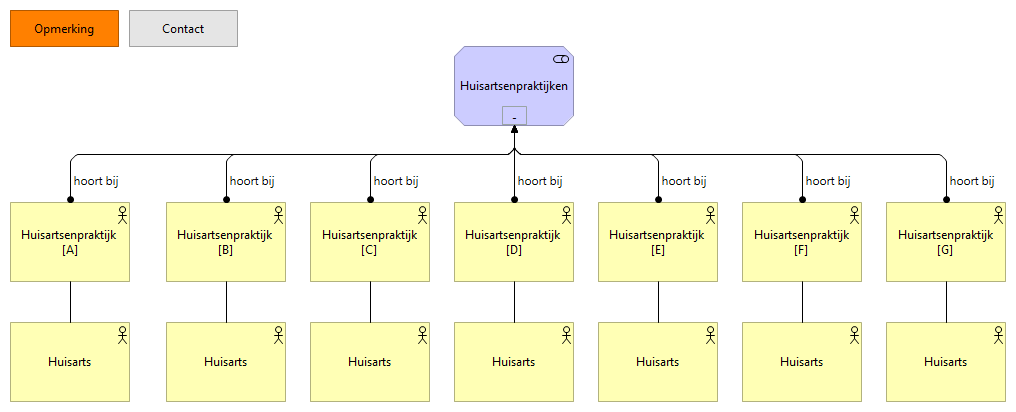 Opmerking
Contact
Huisartsenpraktijken
-
hoort bij
hoort bij
hoort bij
hoort bij
hoort bij
hoort bij
hoort bij
Huisartsenpraktijk
[A]
Huisartsenpraktijk
[B]
Huisartsenpraktijk
[C]
Huisartsenpraktijk
[D]
Huisartsenpraktijk
[E]
Huisartsenpraktijk
[F]
Huisartsenpraktijk
[G]
Huisarts
Huisarts
Huisarts
Huisarts
Huisarts
Huisarts
Huisarts